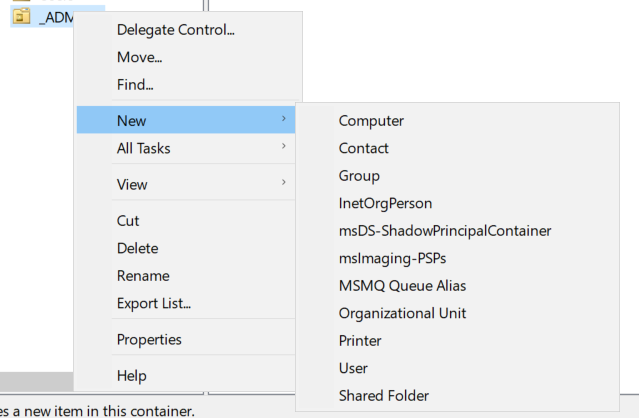 _ADM
Delegate Control...
Move...
Find...
New
All Tasks
View
Cut
Delete
Rename
Export List...
Properties
Help
Computer
Contact
Group
InetOrgPerson
msDS-ShadowPrincipalContainer
msImaging-PSPs
MSMQ Queue Alias
Organizational Unit
Printer
User
Shared Folder
es a new item in this container.